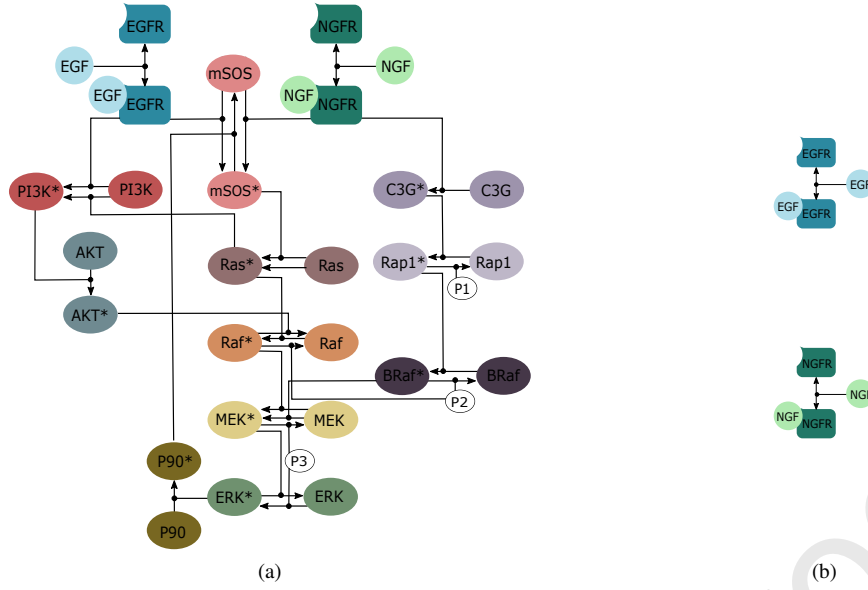 EGFR
NGFR
EGF
mSOS
NGF
EGF
EGFR
NGF
NGFR
EGFR
PI3K*
PI3K
mSOS*
C3G*
C3G
EGF
EGF
EGFR
AKT
Ras*
Ras
Rap1*
Rap1
P1
AKT*
Raf*
Raf
BRaf*
BRaf
P2
NGFR
MEK*
MEK
NGF
NGFR
P90*
P3
ERK*
ERK
P90
(a)
(b)